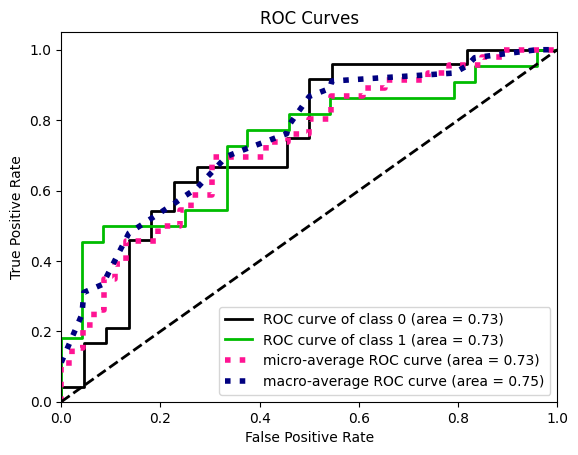 ROC Curves
True Positive Rate
1.0
0.8
0.6
0.4
0.2
0.0
ROC curve of class 0 (area = 0.73)
ROC curve of class 1 (area = 0.73)
micro-average ROC curve (area = 0.73)
macro-average ROC curve (area = 0.75)
0.0 0.2 0.4 0.6 0.8 1.0
False Positive Rate